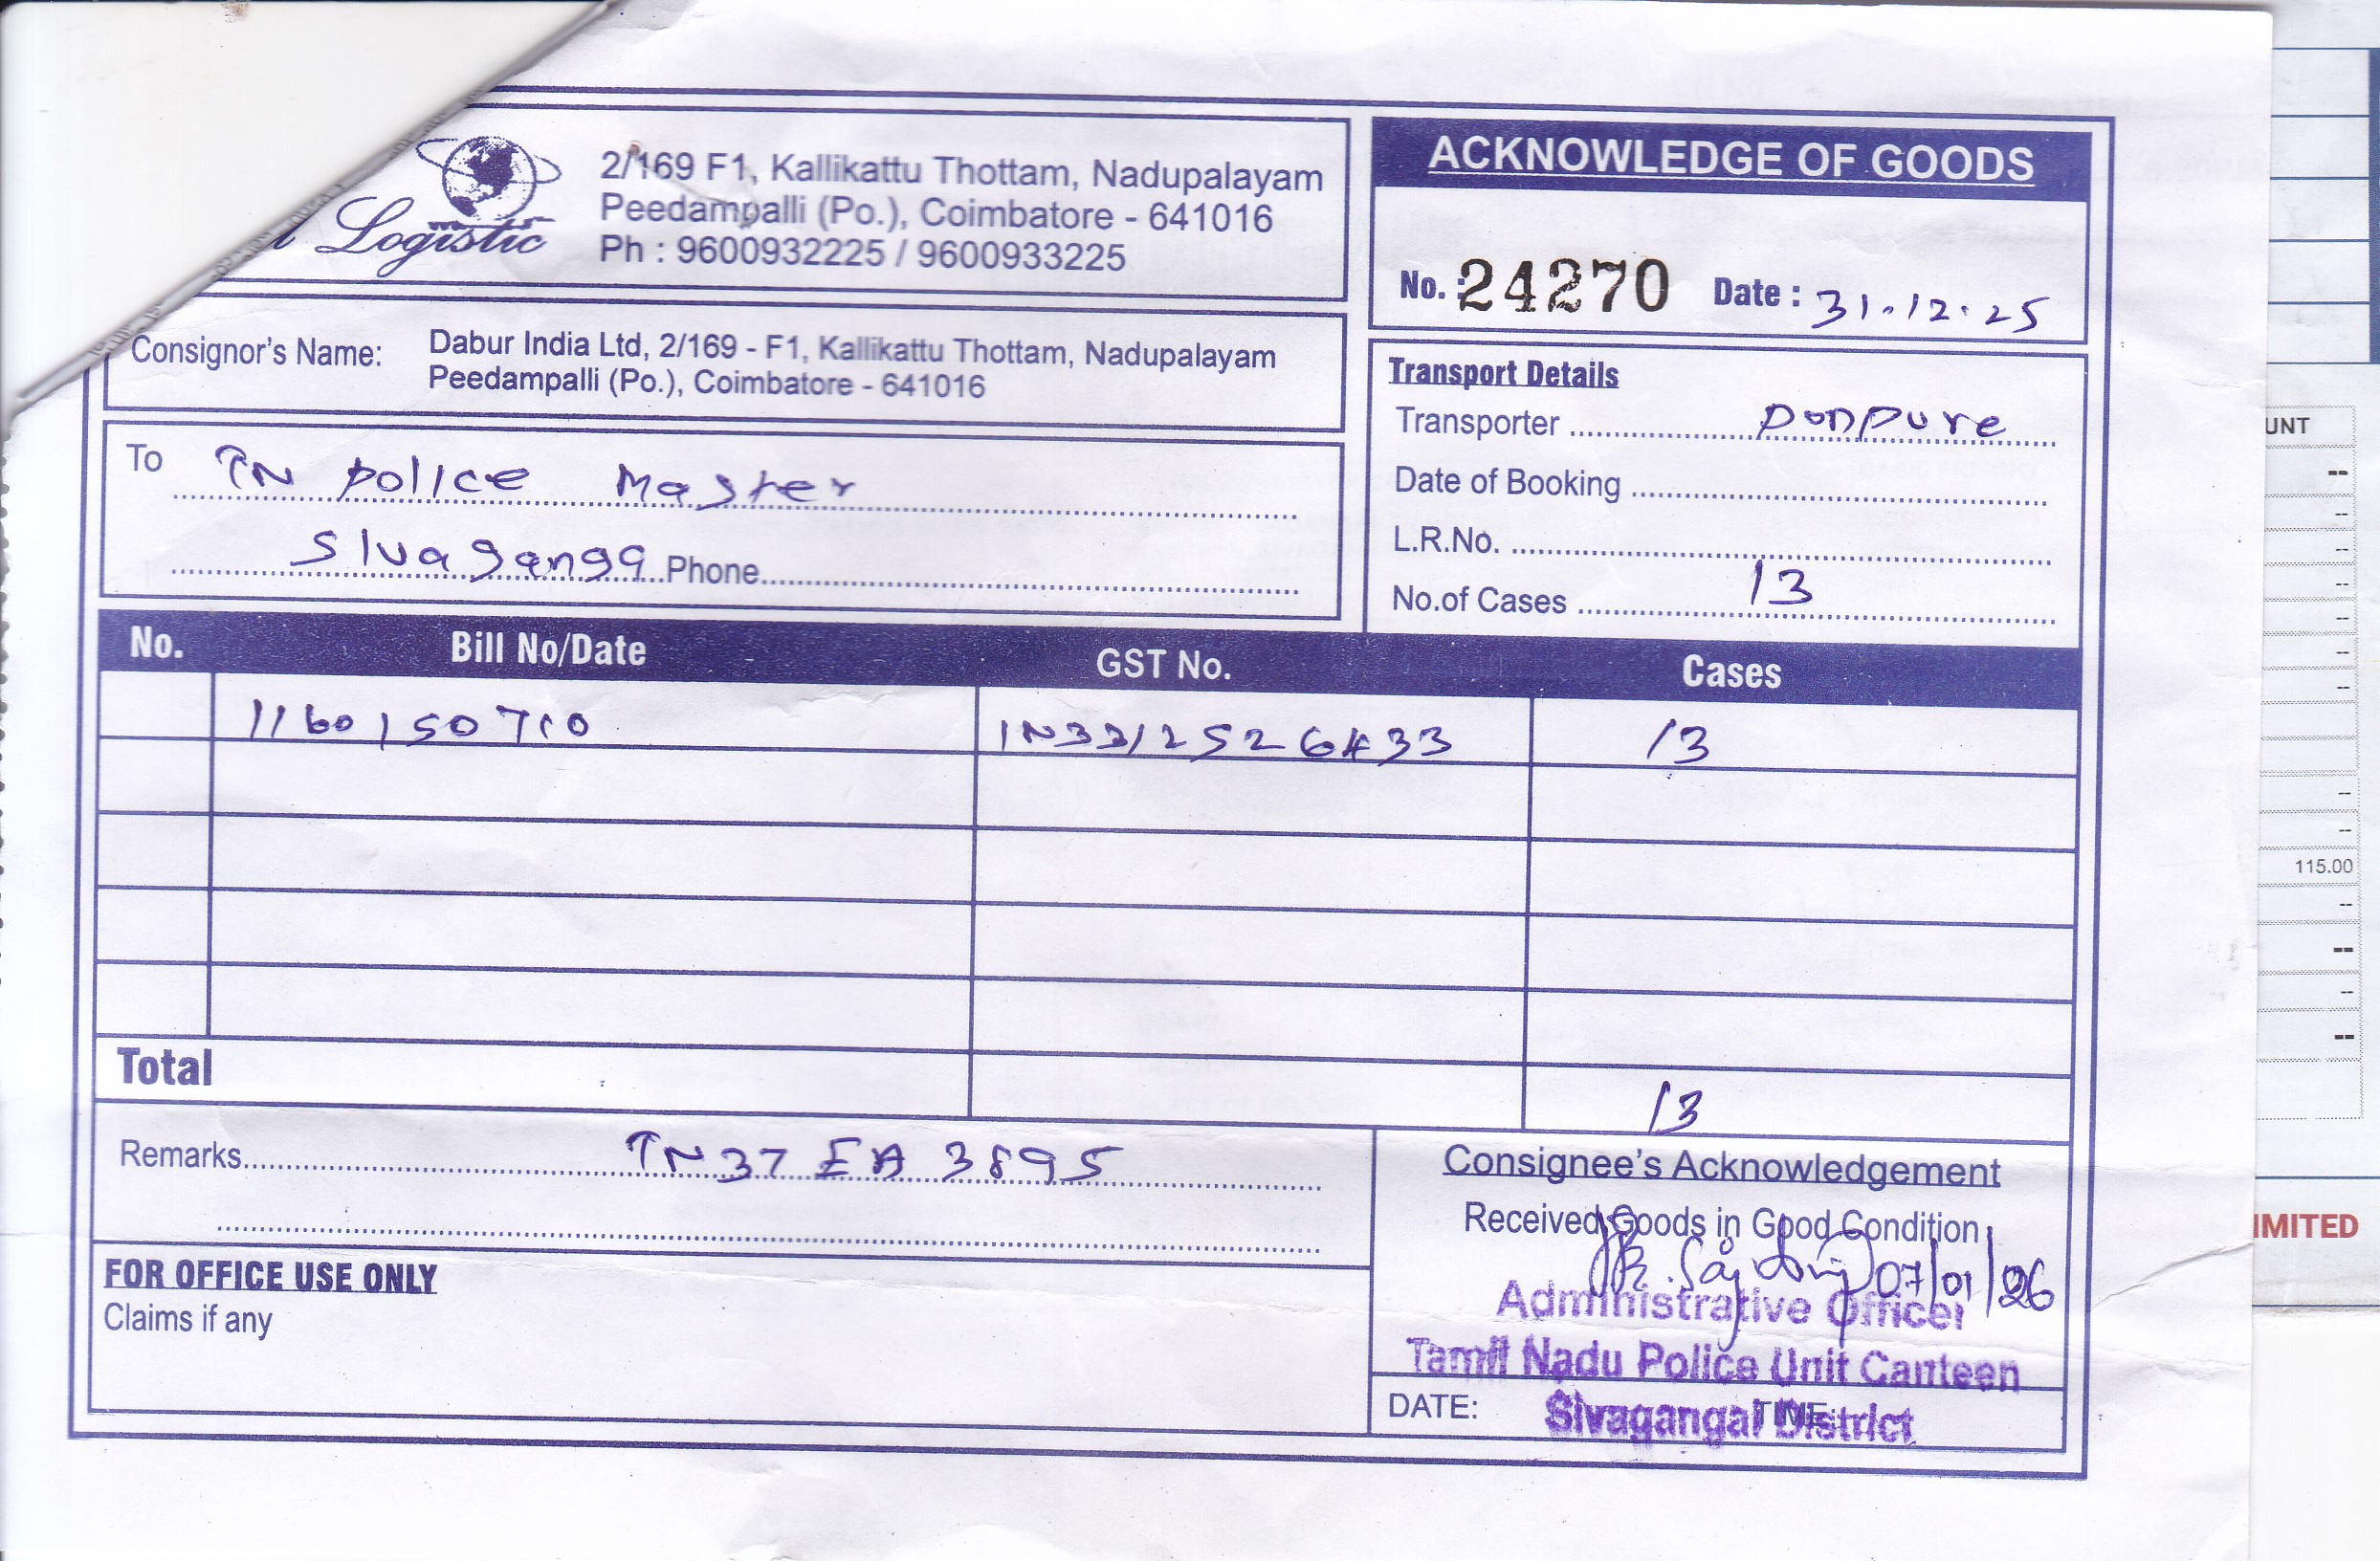 Logistic
2/169 F1, Kallikattu Thottam, Nadupalayam
Peedampalli (Po.), Coimbatore - 641016
Ph : 9600932225 / 9600933225
ACKNOWLEDGE OF GOODS
No. : 24270 Date : 31.12.25
Consignor's Name: Dabur India Ltd, 2/169 - F1, Kallikattu Thottam, Nadupalayam
Peedampalli (Po.), Coimbatore - 641016
To TN police Master
Sivaganga Phone
Transport Details
Transporter ponpure
Date of Booking
L.R.No.
No.of Cases 13
No. Bill No/Date GST No. Cases
1160150710 13
Total 13
Remarks TN37 EA 3895
Consignee's Acknowledgement
Received Goods in Good Condition
07/01/26
Administrative Officer
Tamil Nadu Police Unit Canteen
Sivagangai District
DATE: TIME:
FOR OFFICE USE ONLY
Claims if any
UNT
115.00
IMITED